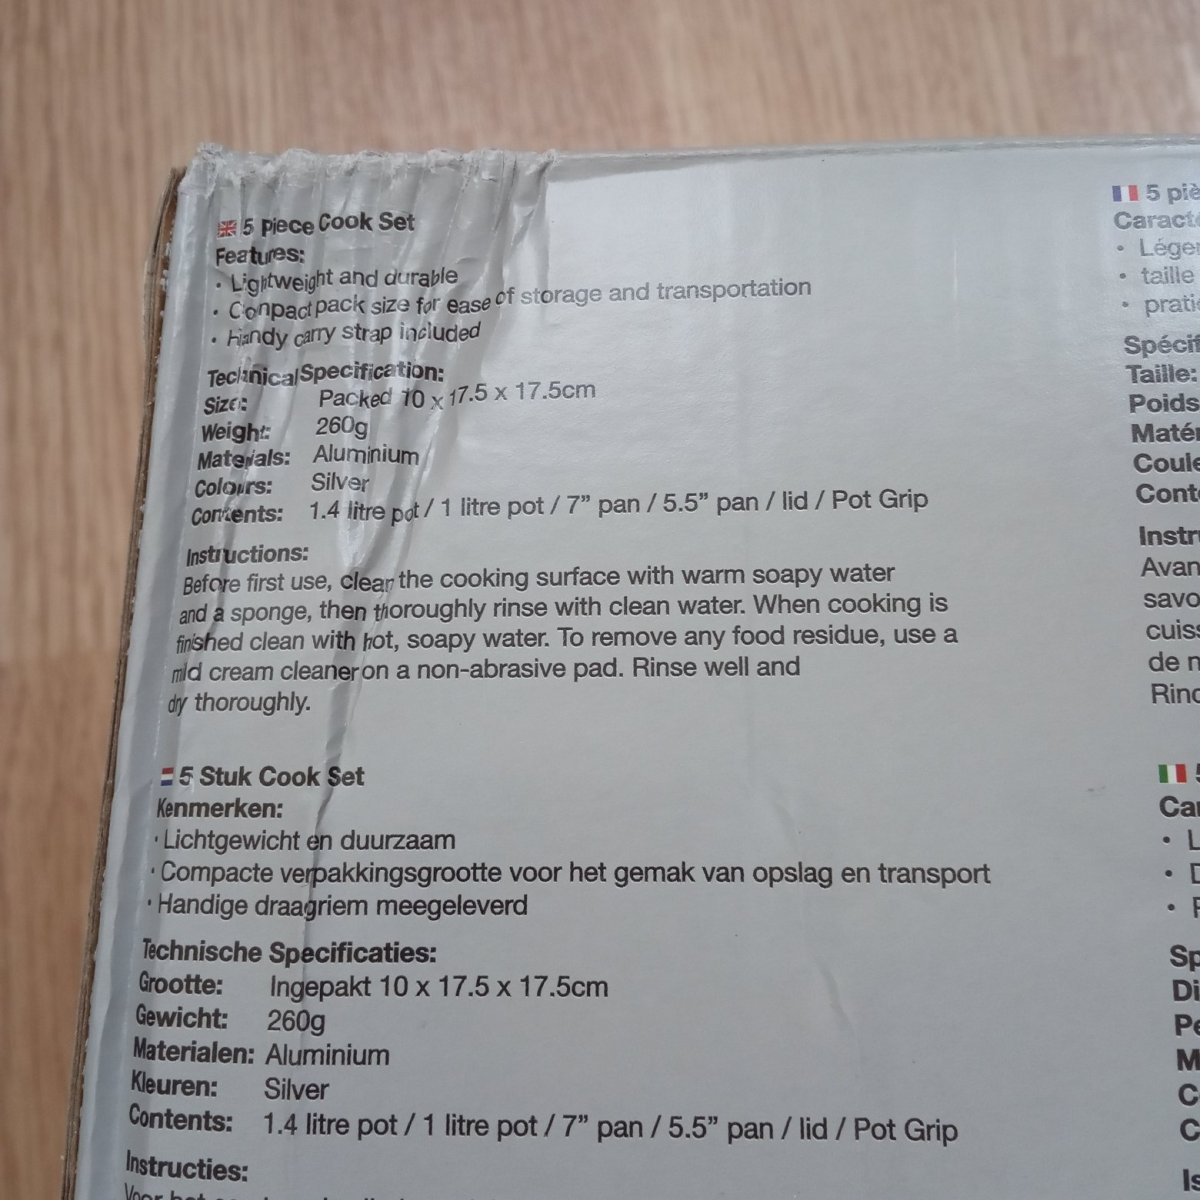 5 Piece Cook Set
Features:
• Lightweight and durable
• Compact pack size for ease of storage and transportation
• Handy carry strap included
Technical Specification:
Size: Packed 10 x 17.5 x 17.5cm
Weight: 260g
Materials: Aluminium
Colours: Silver
Contents: 1.4 litre pot / 1 litre pot / 7” pan / 5.5” pan / lid / Pot Grip
Instructions:
Before first use, clean the cooking surface with warm soapy water
and a sponge, then thoroughly rinse with clean water. When cooking is
finished clean with hot, soapy water. To remove any food residue, use a
mild cream cleaner on a non-abrasive pad. Rinse well and
dry thoroughly.
5 Stuk Cook Set
Kenmerken:
• Lichtgewicht en duurzaam
• Compacte verpakkingsgrootte voor het gemak van opslag en transport
• Handige draagriem meegeleverd
Technische Specificaties:
Grootte: Ingepakt 10 x 17.5 x 17.5cm
Gewicht: 260g
Materialen: Aluminium
Kleuren: Silver
Contents: 1.4 litre pot / 1 litre pot / 7” pan / 5.5” pan / lid / Pot Grip
Instructies:
Voor het
5 piè
Caract
• Léger
• taille
• prati
Spécif
Taille:
Poids
Matér
Coule
Conte
Instru
Avan
savo
cuiss
de n
Rinc
5
Car
• L
• D
• F
Sp
Di
Pe
M
C
C
Is